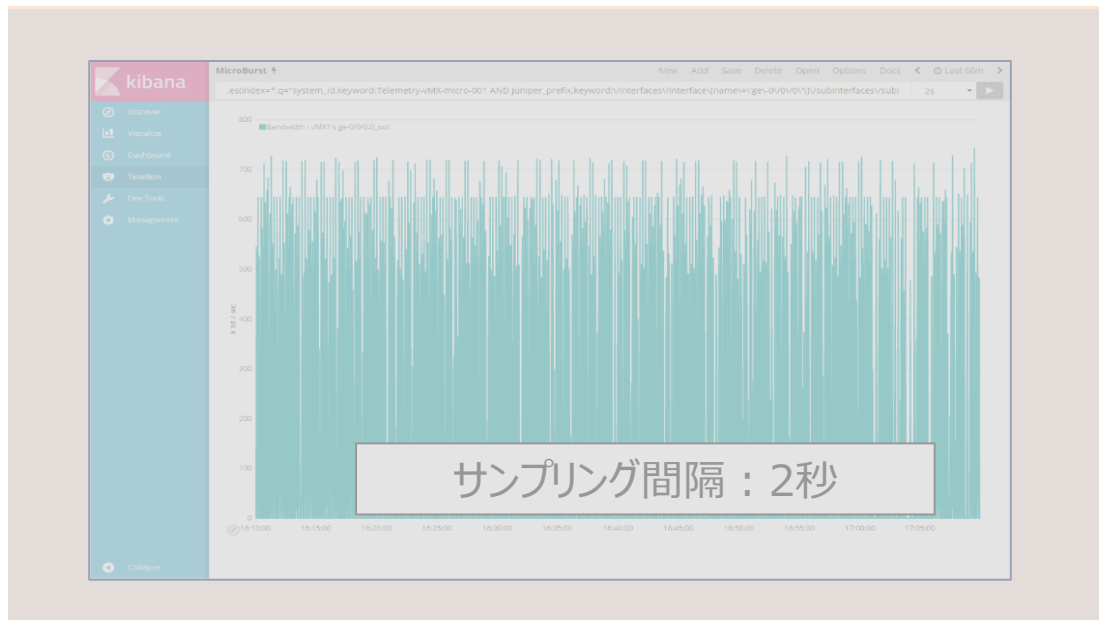 kibana
Discover
Visualize
Dashboard
Timelion
Dev Tools
Management
Collapse
MicroBurst
New Add Save Delete Open Options Docs Last 60m
.es(index=*,q="system_id.keyword:Telemetry-vMX-micro-001 AND juniper_prefix.keyword:\/interfaces\/interface\[name\=\'ge\-0\/0\/0\'\]\/subinterfaces\/subi
2s
Bandwidth : vMX1's ge-0/0/0.0_out
800
700
600
500
400
300
200
100
0
k bit / sec
16:10:00 16:15:00 16:20:00 16:25:00 16:30:00 16:35:00 16:40:00 16:45:00 16:50:00 16:55:00 17:00:00 17:05:00
サンプリング間隔：2秒